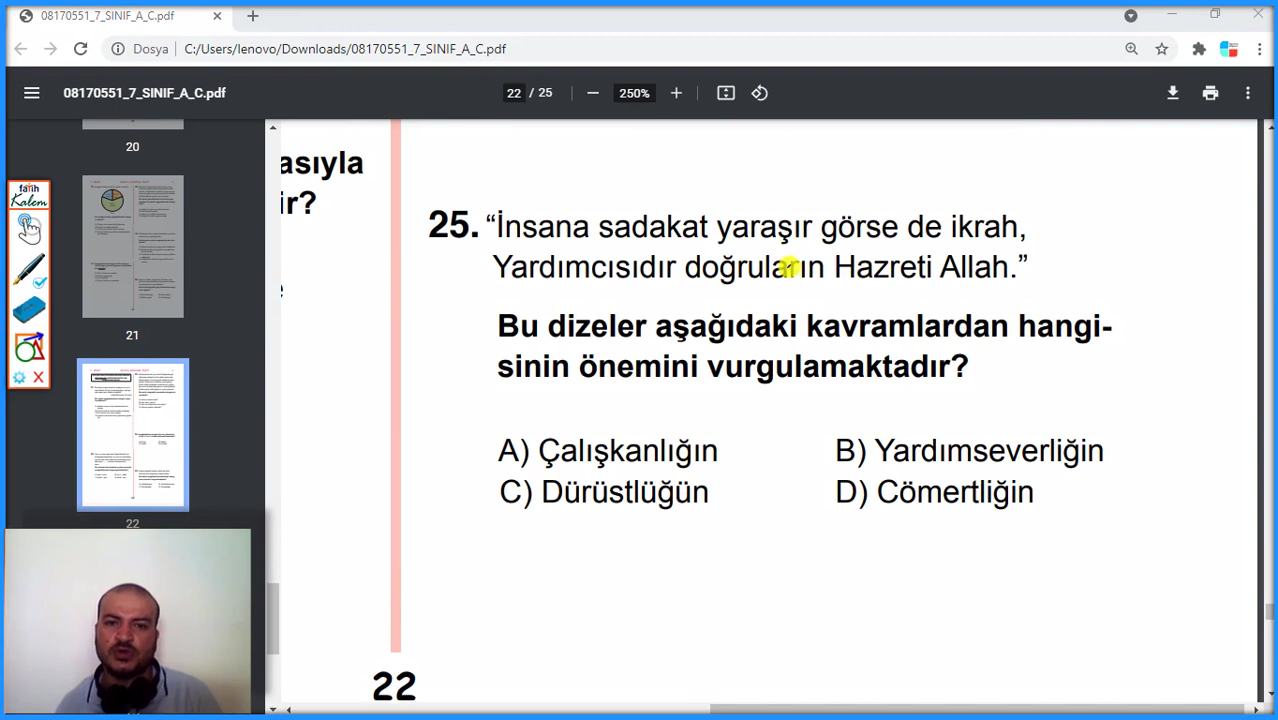 08170551_7_SINIF_A_C.pdf
Dosya
C:/Users/lenovo/Downloads/08170551_7_SINIF_A_C.pdf
08170551_7_SINIF_A_C.pdf
22 / 25
250%
20
21
22
fatih
Kalem
asıyla
ir?
25. “İnsana sadakat yaraşır görse de ikrah,
Yardımcısıdır doğruların Hazreti Allah.”
Bu dizeler aşağıdaki kavramlardan hangi-
sinin önemini vurgulamaktadır?
A) Çalışkanlığın
B) Yardımseverliğin
C) Dürüstlüğün
D) Cömertliğin
22